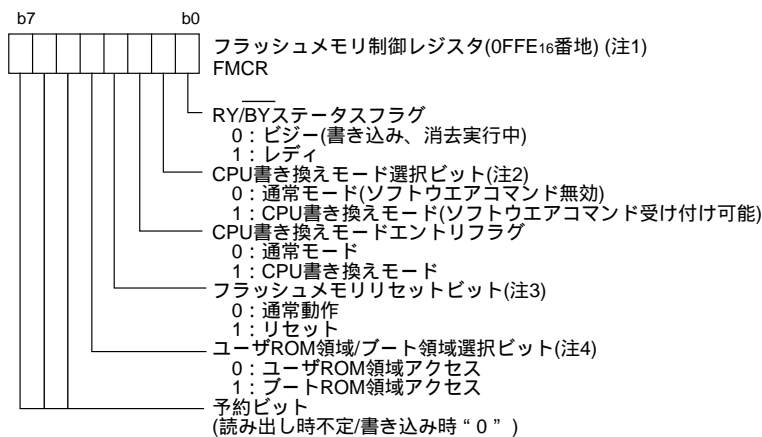 b7 b0
フラッシュメモリ制御レジスタ(0FFE16番地) (注1)
FMCR
RY/BYステータスフラグ
0：ビジー(書き込み、消去実行中)
1：レディ
CPU書き換えモード選択ビット(注2)
0：通常モード(ソフトウエアコマンド無効)
1：CPU書き換えモード(ソフトウエアコマンド受け付け可能)
CPU書き換えモードエントリフラグ
0：通常モード
1：CPU書き換えモード
フラッシュメモリリセットビット(注3)
0：通常動作
1：リセット
ユーザROM領域/ブート領域選択ビット(注4)
0：ユーザROM領域アクセス
1：ブートROM領域アクセス
予約ビット
(読み出し時不定/書き込み時 “ 0 ” )